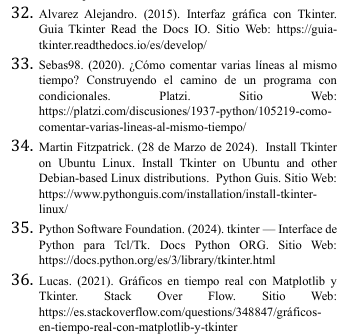 32. Alvarez Alejandro. (2015). Interfaz gráfica con Tkinter.
Guia Tkinter Read the Docs IO. Sitio Web: https://guia-
tkinter.readthedocs.io/es/develop/
33. Sebas98. (2020). ¿Cómo comentar varias líneas al mismo
tiempo? Construyendo el camino de un programa con
condicionales. Platzi. Sitio Web:
https://platzi.com/discusiones/1937-python/105219-como-
comentar-varias-lineas-al-mismo-tiempo/
34. Martin Fitzpatrick. (28 de Marzo de 2024). Install Tkinter
on Ubuntu Linux. Install Tkinter on Ubuntu and other
Debian-based Linux distributions. Python Guis. Sitio Web:
https://www.pythonguis.com/installation/install-tkinter-
linux/
35. Python Software Foundation. (2024). tkinter — Interface de
Python para Tcl/Tk. Docs Python ORG. Sitio Web:
https://docs.python.org/es/3/library/tkinter.html
36. Lucas. (2021). Gráficos en tiempo real con Matplotlib y
Tkinter. Stack Over Flow. Sitio Web:
https://es.stackoverflow.com/questions/348847/gráficos-
en-tiempo-real-con-matplotlib-y-tkinter